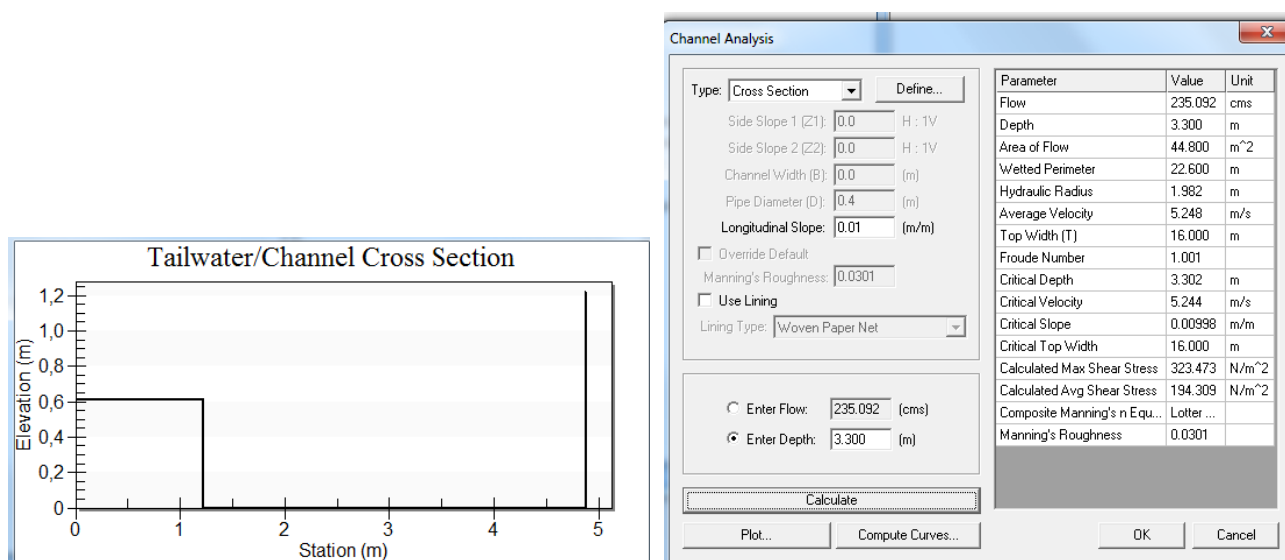 Tailwater/Channel Cross Section
Elevation (m)
1,2
1,0
0,8
0,6
0,4
0,2
0
0 1 2 3 4 5
Station (m)
Channel Analysis
Type: Cross Section Define...
Side Slope 1 (Z1): 0.0 H : 1V
Side Slope 2 (Z2): 0.0 H : 1V
Channel Width (B): 0.0 (m)
Pipe Diameter (D): 0.4 (m)
Longitudinal Slope: 0.01 (m/m)
Override Default
Manning's Roughness: 0.0301
Use Lining
Lining Type: Woven Paper Net
Enter Flow: 235.092 (cms)
Enter Depth: 3.300 (m)
Calculate
Plot... Compute Curves...
Parameter Value Unit
Flow 235.092 cms
Depth 3.300 m
Area of Flow 44.800 m^2
Wetted Perimeter 22.600 m
Hydraulic Radius 1.982 m
Average Velocity 5.248 m/s
Top Width (T) 16.000 m
Froude Number 1.001
Critical Depth 3.302 m
Critical Velocity 5.244 m/s
Critical Slope 0.00998 m/m
Critical Top Width 16.000 m
Calculated Max Shear Stress 323.473 N/m^2
Calculated Avg Shear Stress 194.309 N/m^2
Composite Manning's n Equ... Lotter ...
Manning's Roughness 0.0301
OK Cancel